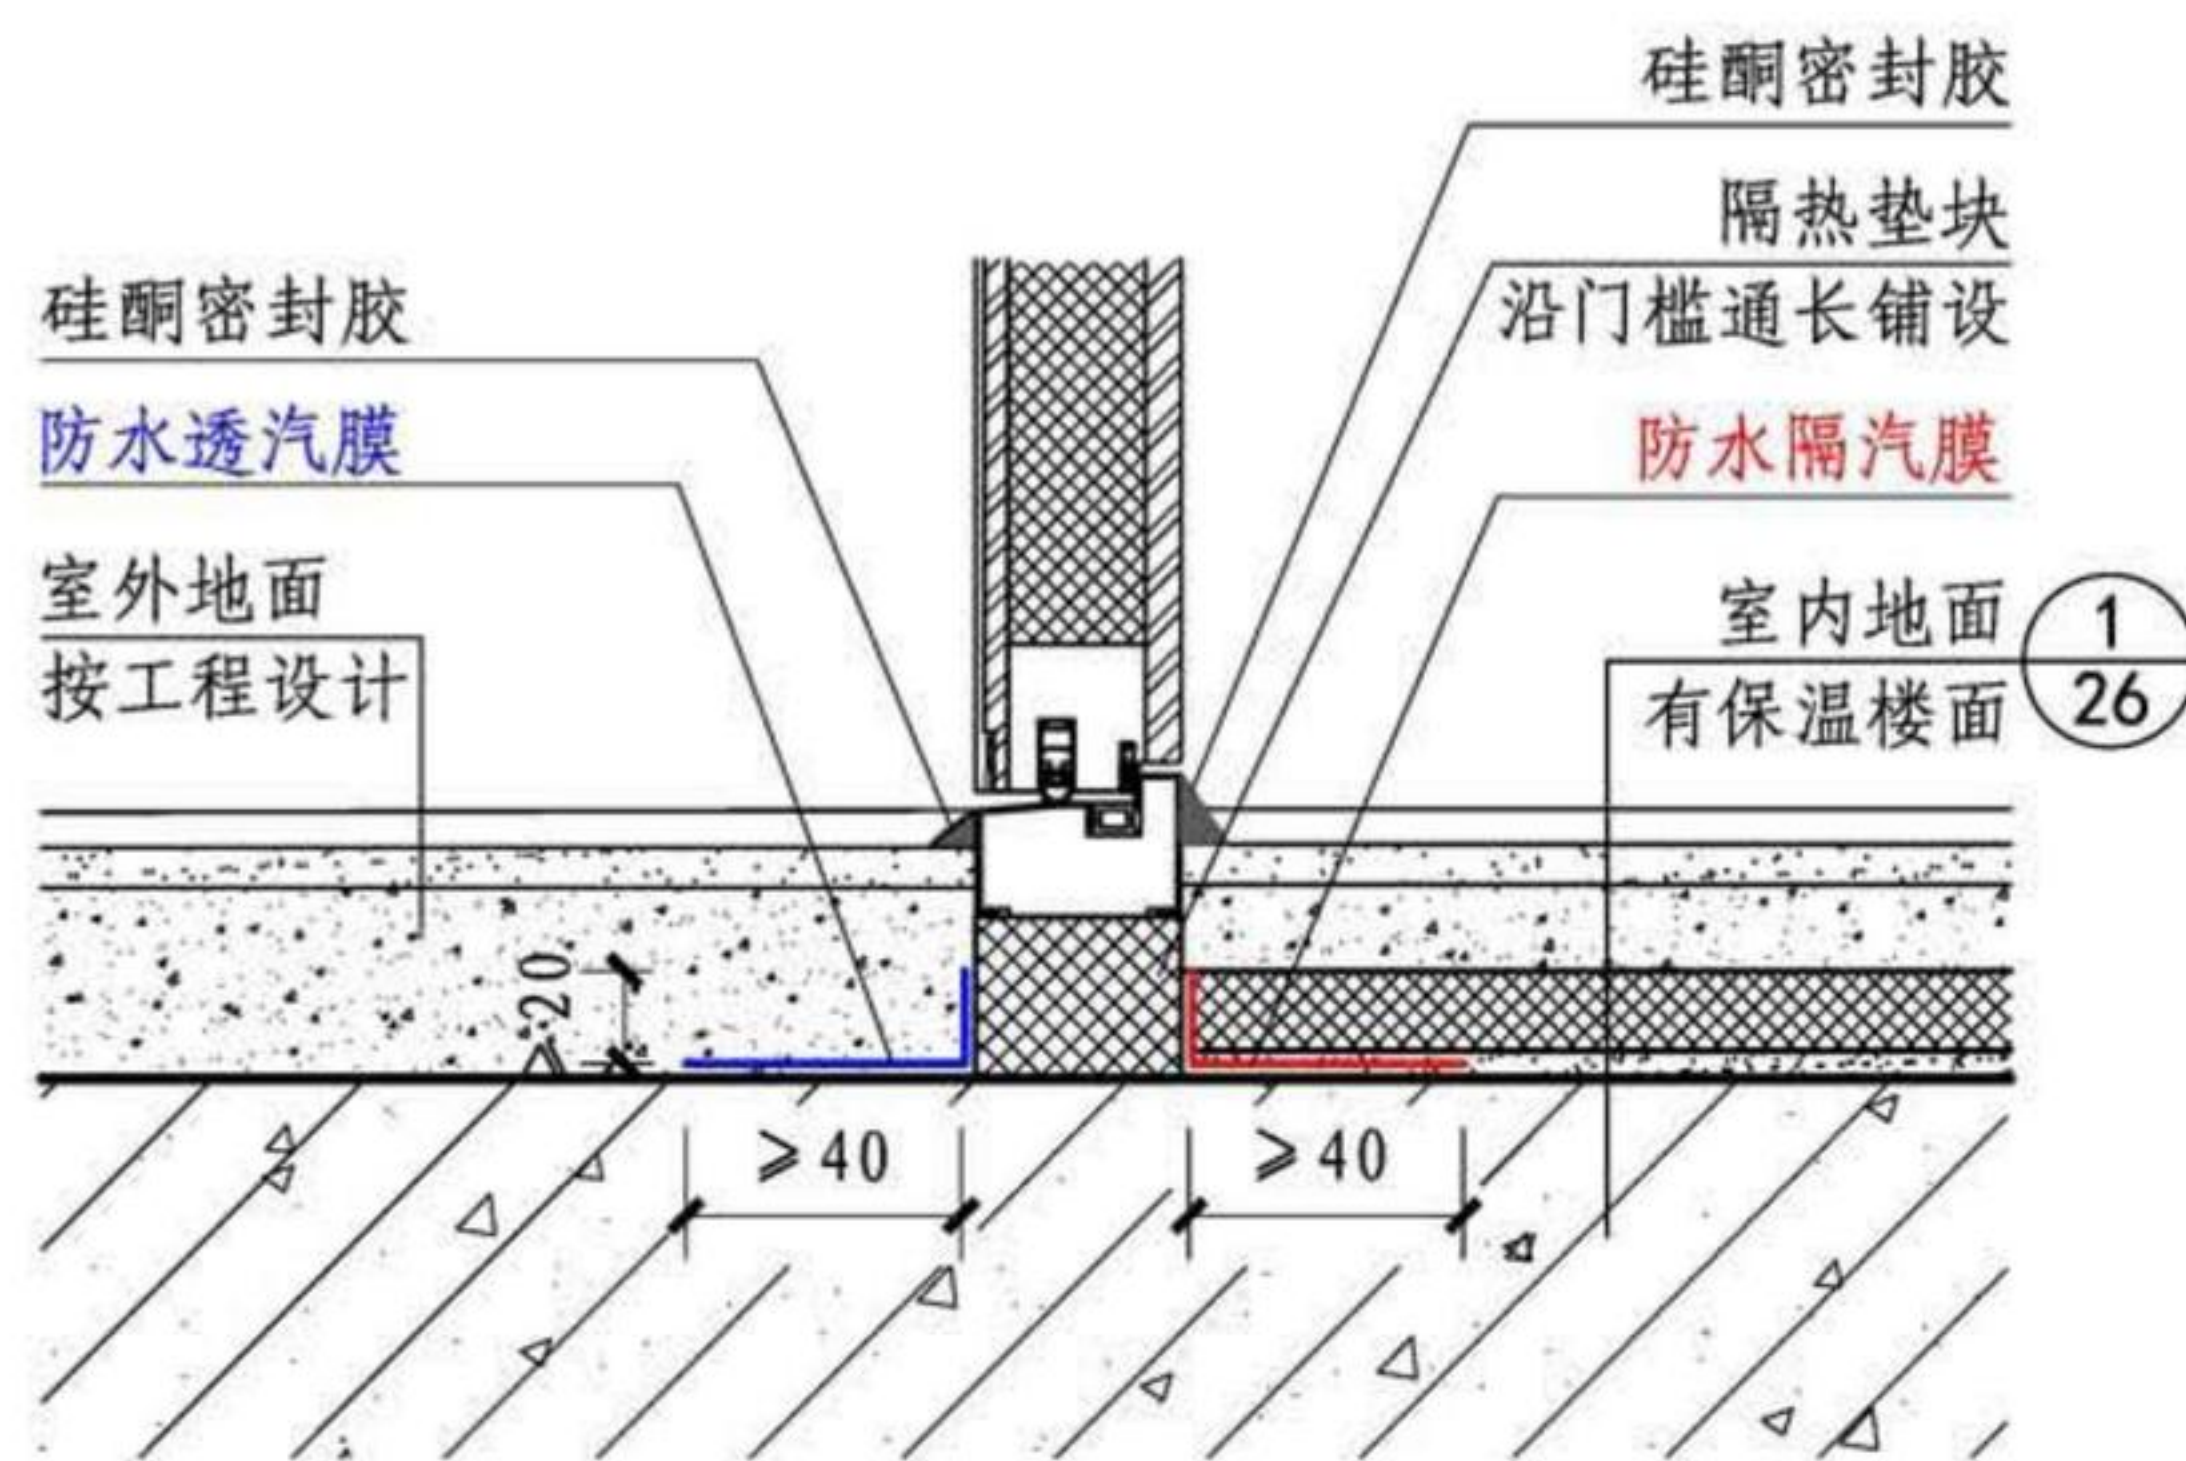 硅酮密封胶
隔热垫块
沿门槛通长铺设
防水隔汽膜
室内地面
有保温楼面
1
26
硅酮密封胶
防水透汽膜
室外地面
按工程设计
20
≥40
≥40